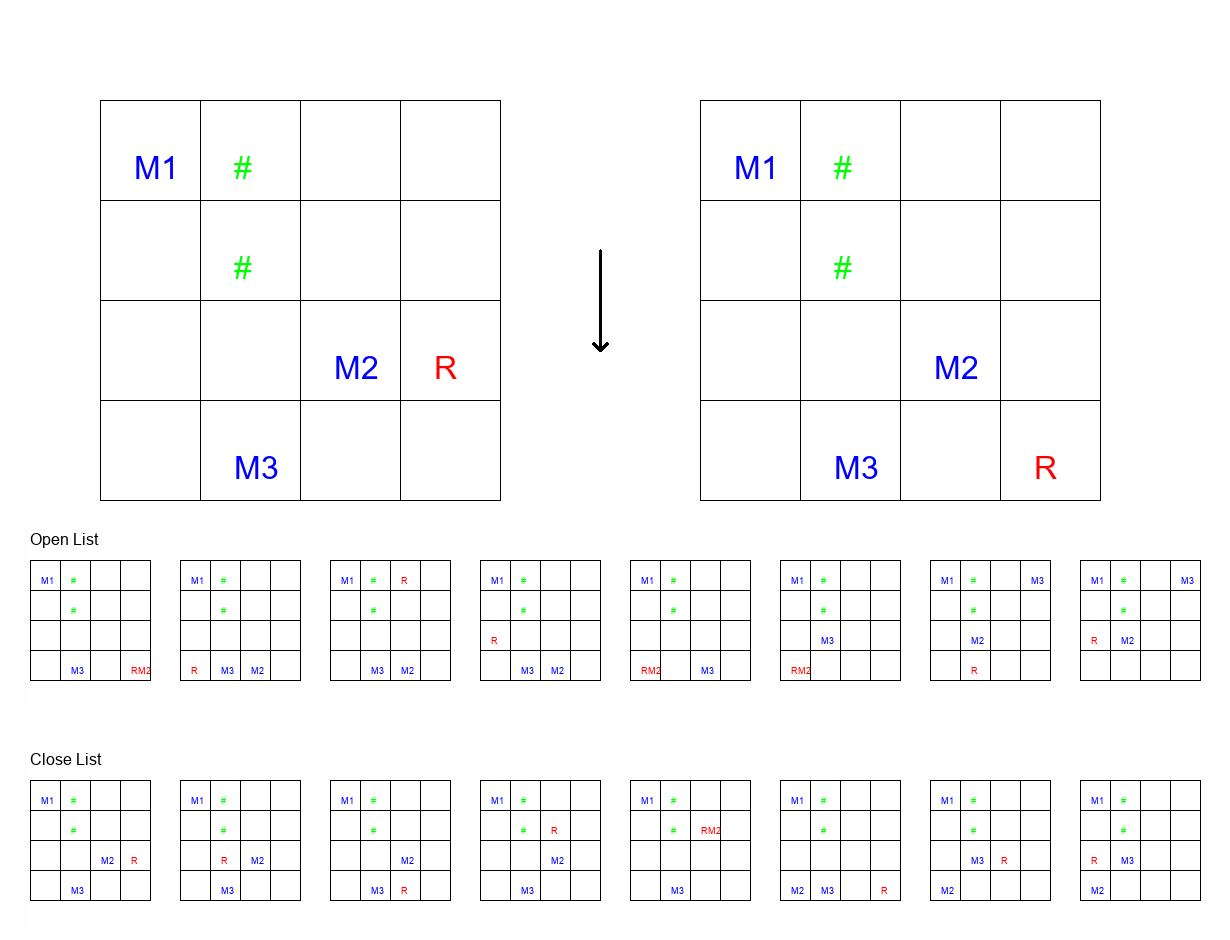 M1 # M1 #
# #
M2 R M2
M3 M3 R
Open List
M1 # M1 # M1 # R M1 # M1 # M1 # M1 # M3 M1 # M3
# # # # # # # #
R M3 M2 R M2
M3 RM2 R M3 M2 M3 M2 M3 M2 RM2 M3 RM2 R
Close List
M1 # M1 # M1 # M1 # M1 # M1 # M1 # M1 #
# # # # R # RM2 # # #
M2 R R M2 M2 M2 M3 R R M3
M3 M3 M3 R M3 M3 M2 M3 R M2 M2